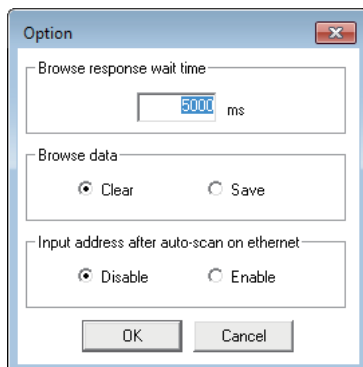 Option
Browse response wait time
5000 ms
Browse data
Clear Save
Input address after auto-scan on ethernet
Disable Enable
OK Cancel